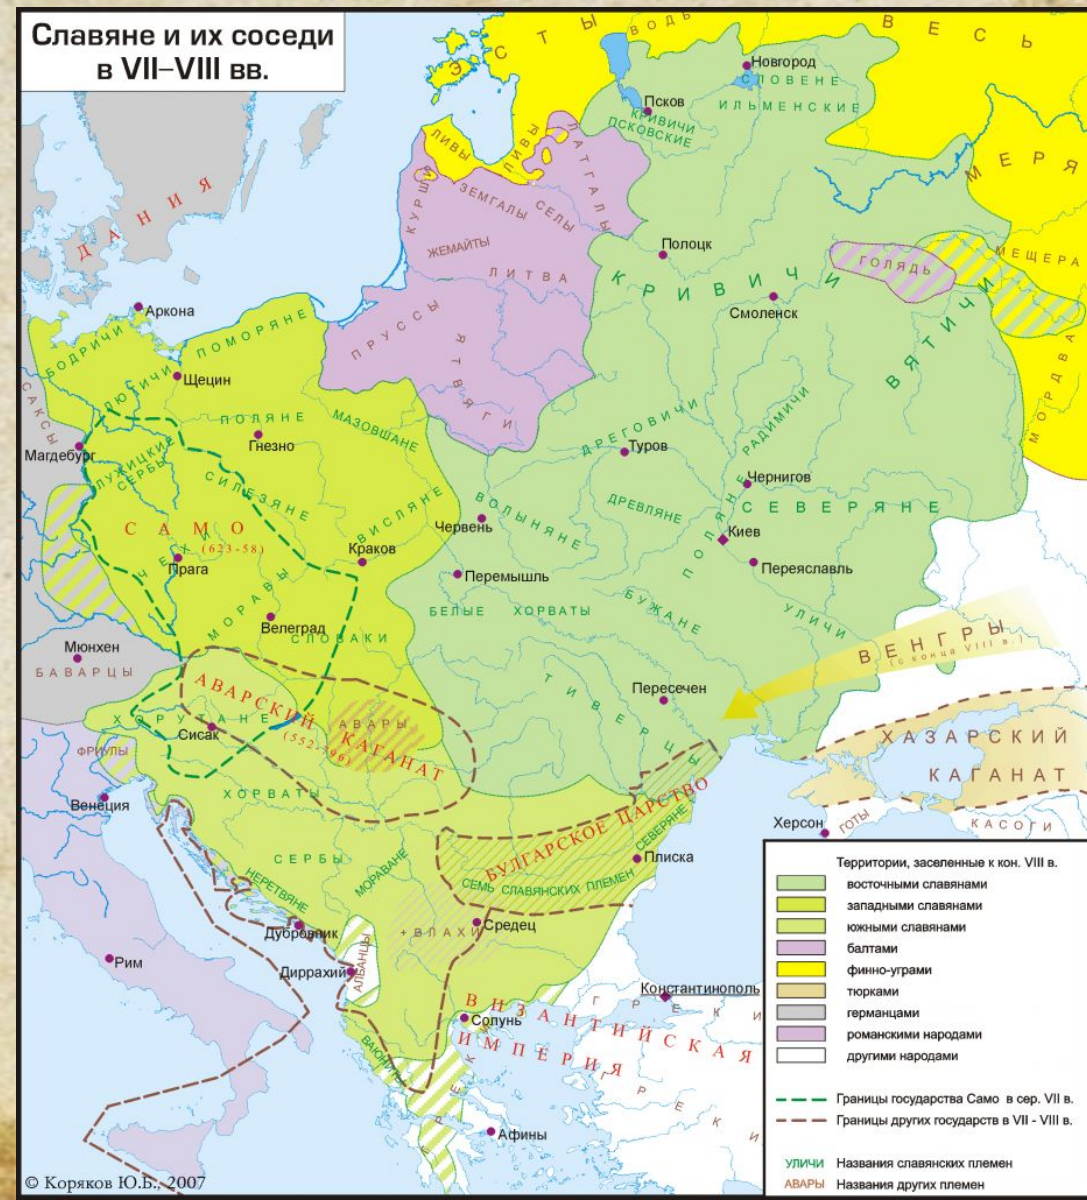 Славяне и их соседи
в VII–VIII вв.
ЭСТЫ
ВОДЬ
ВЕСЬ
Новгород
СЛОВЕНЕ
ИЛЬМЕНСКИЕ
Псков
КРИВИЧИ
ПСКОВСКИЕ
ЛИВЫ
ЛИВЫ
ЛАТГАЛЫ
МЕРЯ
ДАНИЯ
КУРШИ
ЗЕМГАЛЫ
СЕЛЫ
ЖЕМАЙТЫ
ЛИТВА
Полоцк
КРИВИЧИ
ГОЛЯДЬ
МЕЩЕРА
Смоленск
ВЯТИЧИ
МОРДВА
Аркона
БОДРИЧИ
ПОМОРЯНЕ
ПРУССЫ
ЯТВЯГИ
Щецин
ЛЮТИЧИ
САКСЫ
ПОЛЯНЕ
МАЗОВШАНЕ
Гнезно
ДРЕГОВИЧИ
РАДИМИЧИ
Туров
Магдебург
ЛУЖИЦКИЕ
СЕРБЫ
СИЛЕЗЯНЕ
Чернигов
САМО
(623-58)
ВИСЛЯНЕ
ВОЛЫНЯНЕ
ДРЕВЛЯНЕ
ПОЛЯНЕ
СЕВЕРЯНЕ
Червень
Киев
ЧЕХИ
Прага
Краков
Перемышль
Переяславль
МОРАВЫ
Велеград
СЛОВАКИ
БЕЛЫЕ ХОРВАТЫ
БУЖАНЕ
УЛИЧИ
Мюнхен
БАВАРЦЫ
ВЕНГРЫ
(с конца VIII в.)
ТИВЕРЦЫ
Пересечен
АВАРСКИЙ
КАГАНАТ
(552-796)
АВАРЫ
ХОРУТАНЕ
Сисак
ФРИУЛЫ
Венеция
ХОРВАТЫ
ХАЗАРСКИЙ
КАГАНАТ
Херсон
ГОТЫ
КАСОГИ
БУЛГАРСКОЕ ЦАРСТВО
СЕВЕРЯНЕ
Плиска
СЕМЬ СЛАВЯНСКИХ ПЛЕМЕН
СЕРБЫ
МОРАВАНЕ
НЕРЕТВЯНЕ
Дубровник
+ВЛАХИ
Средец
Рим
Диррахий
АЛБАНЦЫ
Константинополь
ГРЕКИ
ВИЗАНТИЙСКАЯ
ИМПЕРИЯ
Солунь
ВАЮНИТЫ
ГРЕКИ
ГРЕКИ
Афины
Территории, заселенные к кон. VIII в.
восточными славянами
западными славянами
южными славянами
балтами
финно-уграми
тюрками
германцами
романскими народами
другими народами
Границы государства Само в сер. VII в.
Границы других государств в VII - VIII в.
УЛИЧИ Названия славянских племен
АВАРЫ Названия других племен
© Коряков Ю.Б., 2007